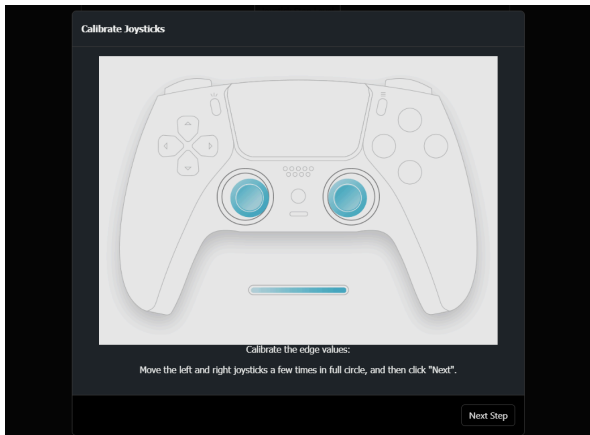 Calibrate Joysticks
Calibrate the edge values:
Move the left and right joysticks a few times in full circle, and then click "Next".
Next Step